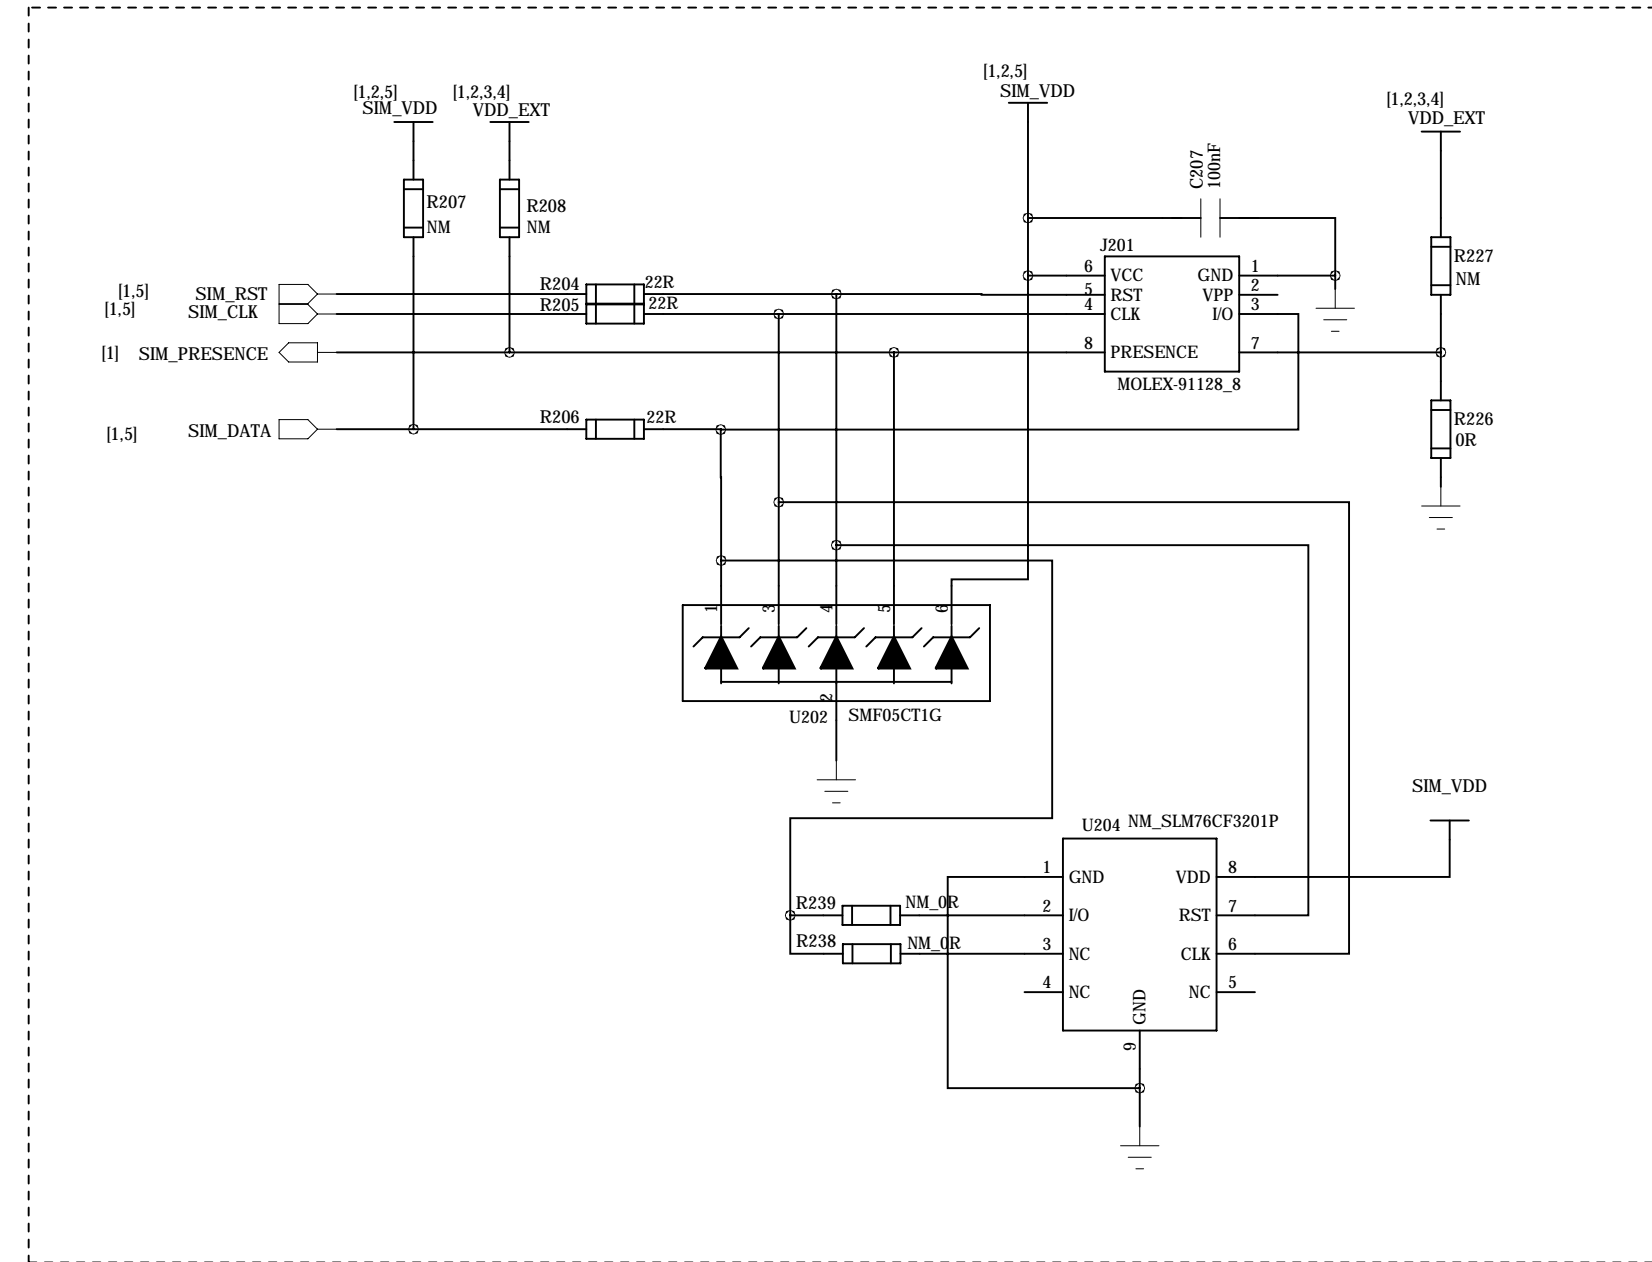 [1,2,5]
SIM_VDD
[1,2,3,4]
VDD_EXT
[1,2,5]
SIM_VDD
[1,2,3,4]
VDD_EXT
C207
100nF
R207
NM
R208
NM
R227
NM
J201
6 VCC GND 1
5 RST VPP 2
4 CLK I/O 3
8 PRESENCE 7
MOLEX-91128_8
[1,5] SIM_RST R204 22R
[1,5] SIM_CLK R205 22R
[1] SIM_PRESENCE
[1,5] SIM_DATA R206 22R
R226
0R
1 3 4 5 6
2
U202 SMF05CT1G
SIM_VDD
U204 NM_SLM76CF3201P
1 GND VDD 8
R239 NM_0R 2 I/O RST 7
R238 NM_0R 3 NC CLK 6
4 NC NC 5
GND
9